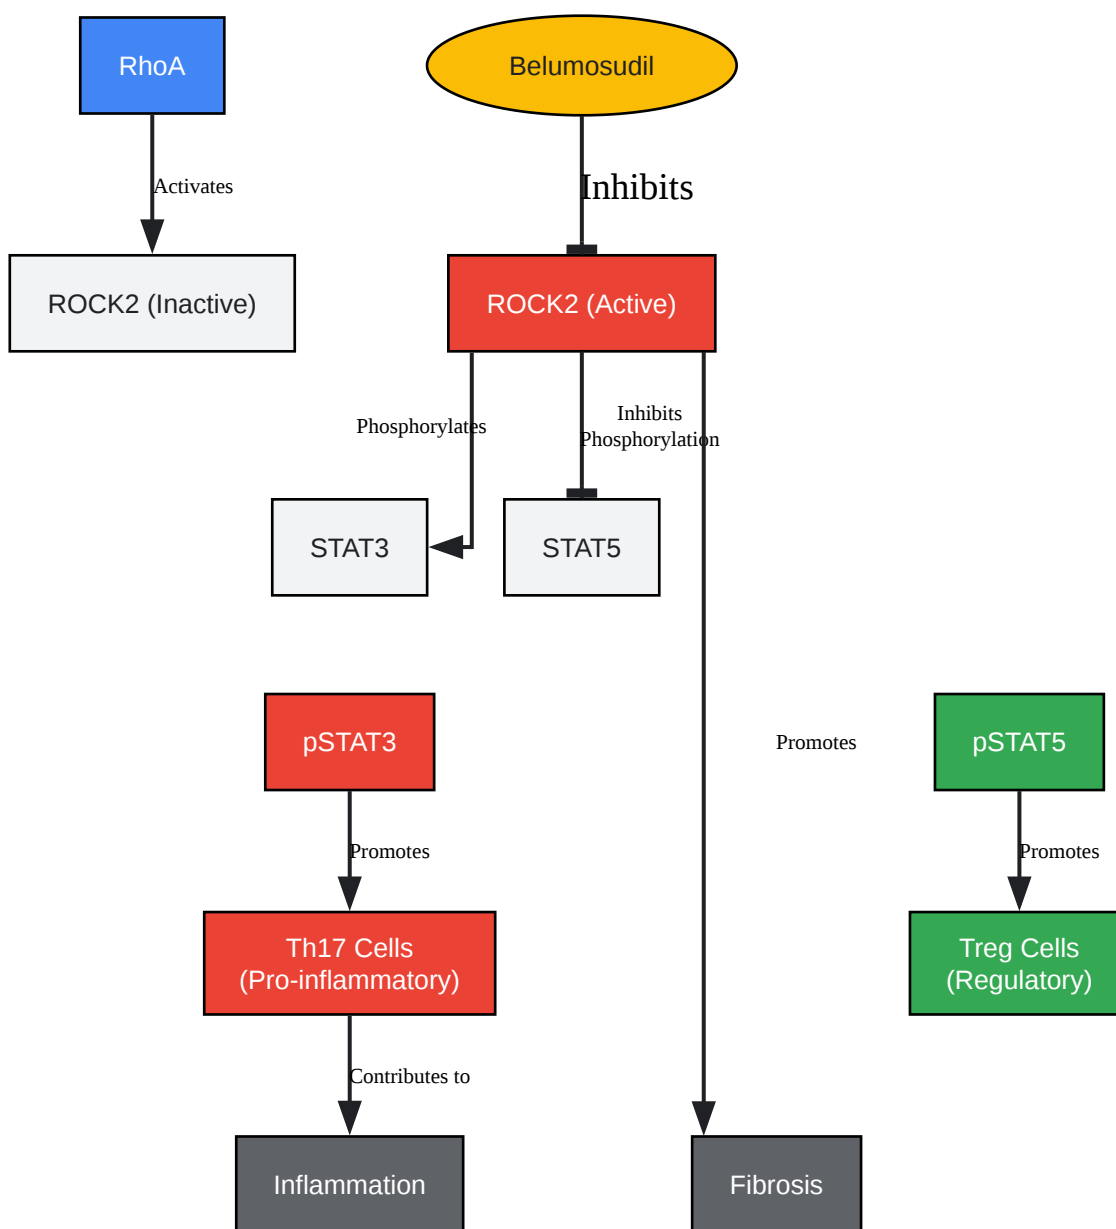 RhoA
Belumosudil
Activates
Inhibits
ROCK2 (Inactive)
ROCK2 (Active)
Phosphorylates
Inhibits
Phosphorylation
STAT3
STAT5
pSTAT3
Promotes
pSTAT5
Promotes
Promotes
Th17 Cells
(Pro-inflammatory)
Treg Cells
(Regulatory)
Contributes to
Inflammation
Fibrosis